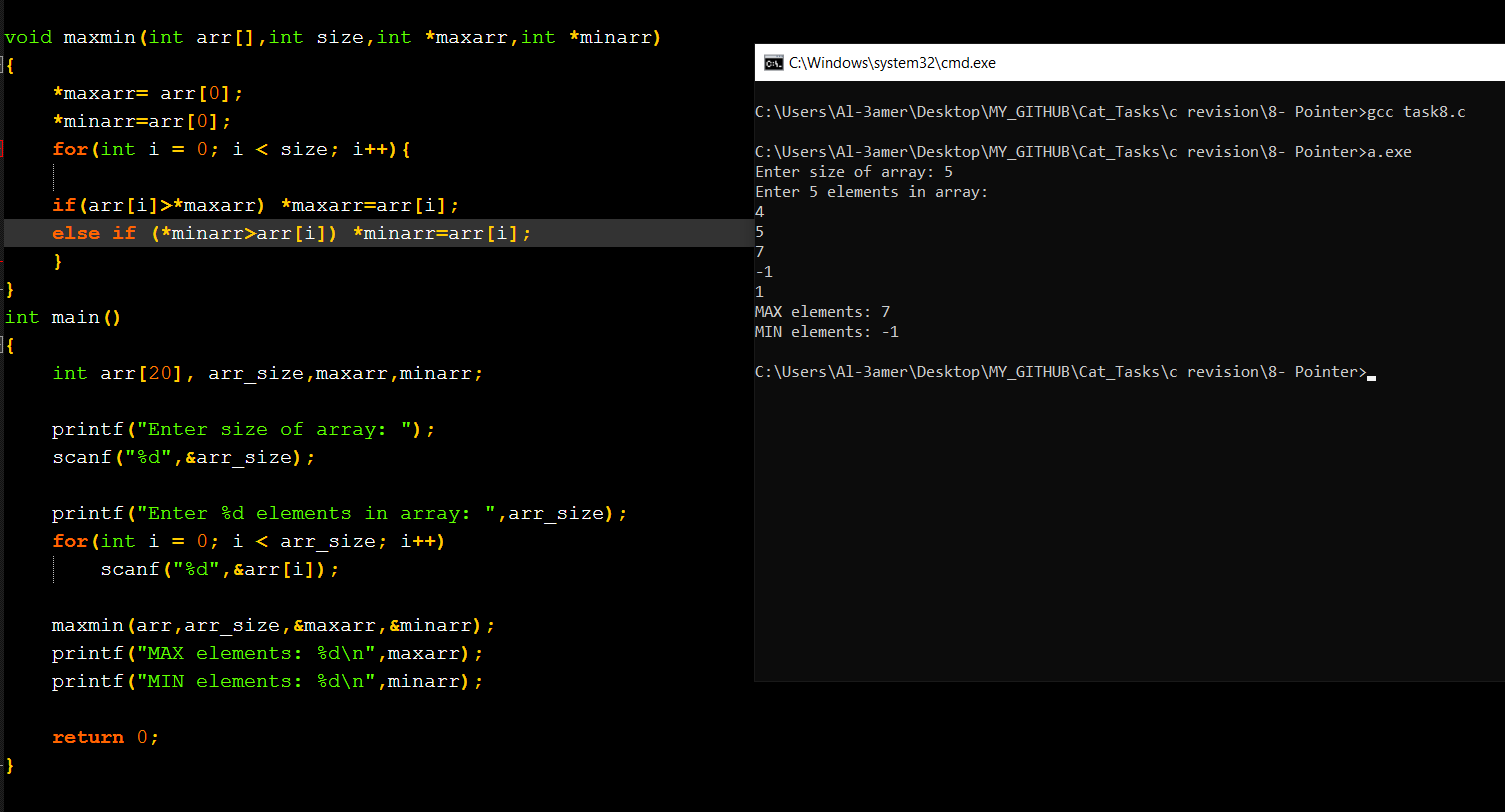 void maxmin(int arr[],int size,int *maxarr,int *minarr)
{
    *maxarr= arr[0];
    *minarr=arr[0];
    for(int i = 0; i < size; i++){
    if(arr[i]>*maxarr) *maxarr=arr[i];
    else if (*minarr>arr[i]) *minarr=arr[i];
    }
}
int main()
{
    int arr[20], arr_size,maxarr,minarr;
    printf("Enter size of array: ");
    scanf("%d",&arr_size);
    printf("Enter %d elements in array: ",arr_size);
    for(int i = 0; i < arr_size; i++)
        scanf("%d",&arr[i]);
    maxmin(arr,arr_size,&maxarr,&minarr);
    printf("MAX elements: %d\n",maxarr);
    printf("MIN elements: %d\n",minarr);
    return 0;
}
C:\Windows\system32\cmd.exe
C:\Users\Al-3amer\Desktop\MY_GITHUB\Cat_Tasks\c revision\8- Pointer>gcc task8.c
C:\Users\Al-3amer\Desktop\MY_GITHUB\Cat_Tasks\c revision\8- Pointer>a.exe
Enter size of array: 5
Enter 5 elements in array:
4
5
7
-1
1
MAX elements: 7
MIN elements: -1
C:\Users\Al-3amer\Desktop\MY_GITHUB\Cat_Tasks\c revision\8- Pointer>